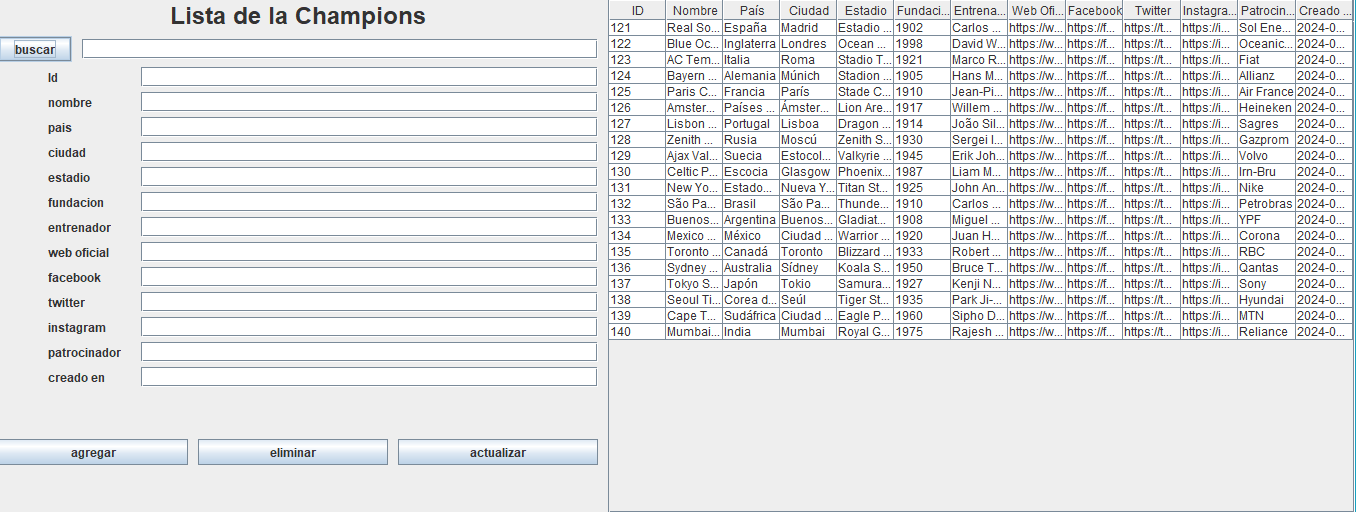 Lista de la Champions
buscar
Id
nombre
pais
ciudad
estadio
fundacion
entrenador
web oficial
facebook
twitter
instagram
patrocinador
creado en
agregar eliminar actualizar
ID Nombre País Ciudad Estadio Fundaci... Entrena... Web Ofi... Facebook Twitter Instagra... Patrocin... Creado ...
121 Real So... España Madrid Estadio ... 1902 Carlos ... https://w... https://f... https://t... https://i... Sol Ene... 2024-0...
122 Blue Oc... Inglaterra Londres Ocean ... 1998 David W... https://w... https://f... https://t... https://i... Oceanic... 2024-0...
123 AC Tem... Italia Roma Stadio T... 1921 Marco R... https://w... https://f... https://t... https://i... Fiat 2024-0...
124 Bayern ... Alemania Múnich Stadion ... 1905 Hans M... https://w... https://f... https://t... https://i... Allianz 2024-0...
125 Paris C... Francia París Stade C... 1910 Jean-Pi... https://w... https://f... https://t... https://i... Air France 2024-0...
126 Amster... Países ... Ámster... Lion Are... 1917 Willem ... https://w... https://f... https://t... https://i... Heineken 2024-0...
127 Lisbon ... Portugal Lisboa Dragon ... 1914 João Sil... https://w... https://f... https://t... https://i... Sagres 2024-0...
128 Zenith ... Rusia Moscú Zenith S... 1930 Sergei I... https://w... https://f... https://t... https://i... Gazprom 2024-0...
129 Ajax Val... Suecia Estocol... Valkyrie ... 1945 Erik Joh... https://w... https://f... https://t... https://i... Volvo 2024-0...
130 Celtic P... Escocia Glasgow Phoenix... 1987 Liam M... https://w... https://f... https://t... https://i... Irn-Bru 2024-0...
131 New Yo... Estado... Nueva Y... Titan St... 1925 John An... https://w... https://f... https://t... https://i... Nike 2024-0...
132 São Pa... Brasil São Pa... Thunde... 1910 Carlos ... https://w... https://f... https://t... https://i... Petrobras 2024-0...
133 Buenos... Argentina Buenos... Gladiat... 1908 Miguel ... https://w... https://f... https://t... https://i... YPF 2024-0...
134 Mexico ... México Ciudad ... Warrior ... 1920 Juan H... https://w... https://f... https://t... https://i... Corona 2024-0...
135 Toronto ... Canadá Toronto Blizzard ... 1933 Robert ... https://w... https://f... https://t... https://i... RBC 2024-0...
136 Sydney ... Australia Sídney Koala S... 1950 Bruce T... https://w... https://f... https://t... https://i... Qantas 2024-0...
137 Tokyo S... Japón Tokio Samura... 1927 Kenji N... https://w... https://f... https://t... https://i... Sony 2024-0...
138 Seoul Ti... Corea d... Seúl Tiger St... 1935 Park Ji-... https://w... https://f... https://t... https://i... Hyundai 2024-0...
139 Cape T... Sudáfrica Ciudad ... Eagle P... 1960 Sipho D... https://w... https://f... https://t... https://i... MTN 2024-0...
140 Mumbai... India Mumbai Royal G... 1975 Rajesh ... https://w... https://f... https://t... https://i... Reliance 2024-0...